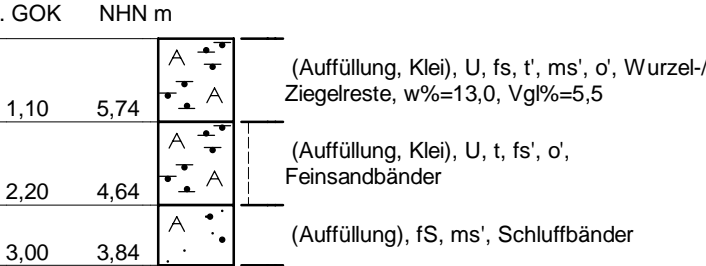 . GOK NHN m
(Auffüllung, Klei), U, fs, t', ms', o', Wurzel-/
Ziegelreste, w%=13,0, Vgl%=5,5
A
A
1,10 5,74
(Auffüllung, Klei), U, t, fs', o',
Feinsandbänder
A
A
2,20 4,64
A
(Auffüllung), fS, ms', Schluffbänder
3,00 3,84